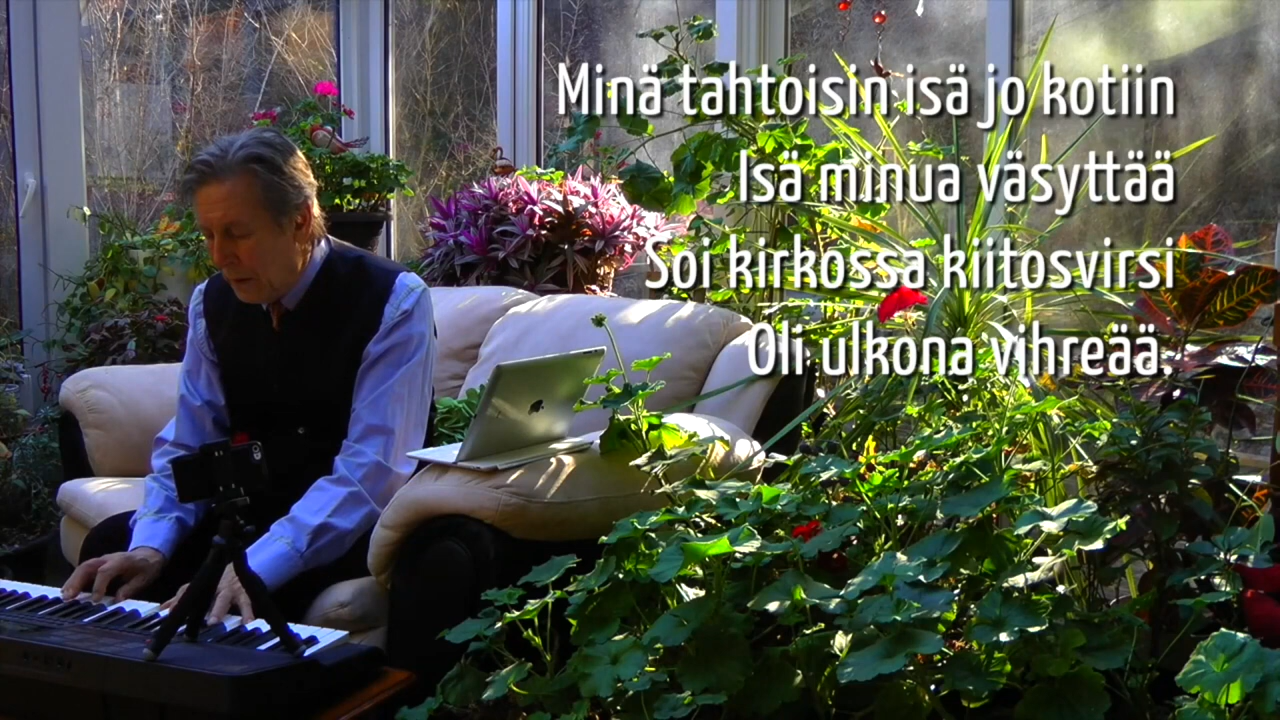 Minä tahtoisin isä jo kotiin
Isä minua väsyttää
Soi kirkossa kiitosvirsi
Oli ulkona vihreää.